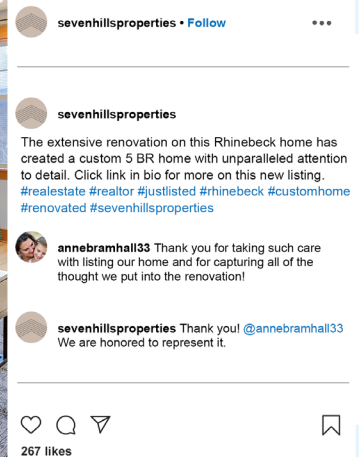 sevenhillsproperties • Follow
sevenhillsproperties
The extensive renovation on this Rhinebeck home has
created a custom 5 BR home with unparalleled attention
to detail. Click link in bio for more on this new listing.
#realestate #realtor #justlisted #rhinebeck #customhome
#renovated #sevenhillsproperties
annebramhall33 Thank you for taking such care
with listing our home and for capturing all of the
thought we put into the renovation!
sevenhillsproperties Thank you! @annebramhall33
We are honored to represent it.
267 likes